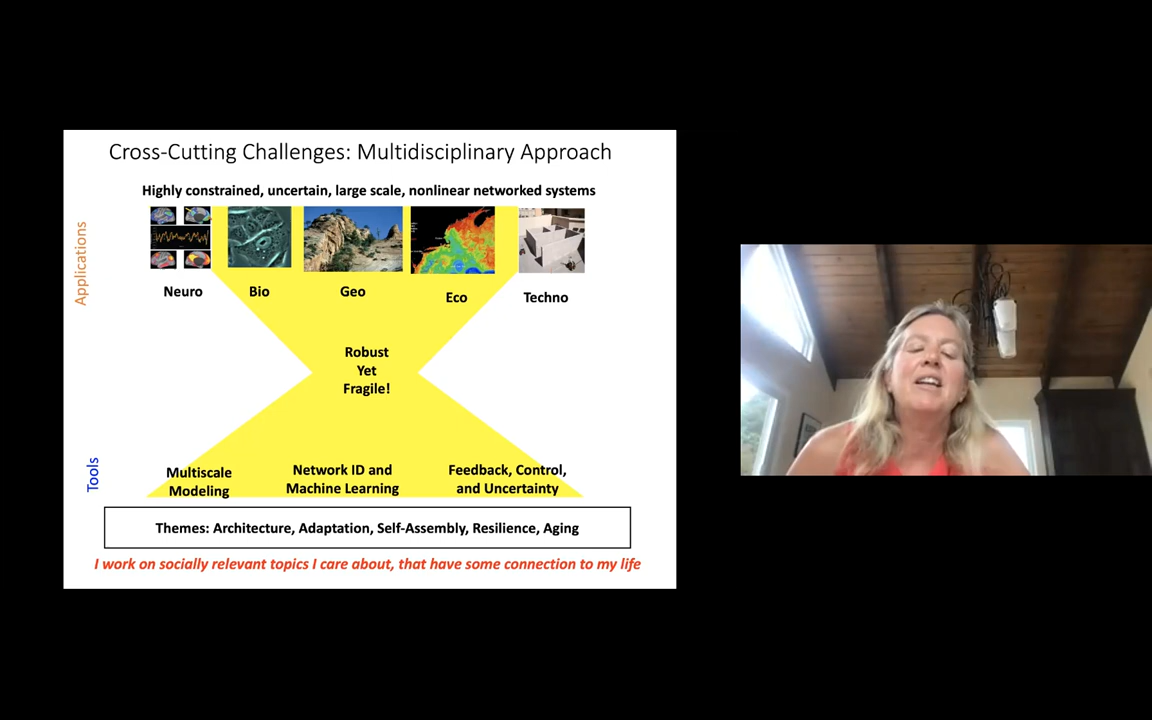 Cross-Cutting Challenges: Multidisciplinary Approach
Highly constrained, uncertain, large scale, nonlinear networked systems
Applications
Neuro
Bio
Geo
Eco
Techno
Robust
Yet
Fragile!
Tools
Multiscale
Modeling
Network ID and
Machine Learning
Feedback, Control,
and Uncertainty
Themes: Architecture, Adaptation, Self-Assembly, Resilience, Aging
I work on socially relevant topics I care about, that have some connection to my life